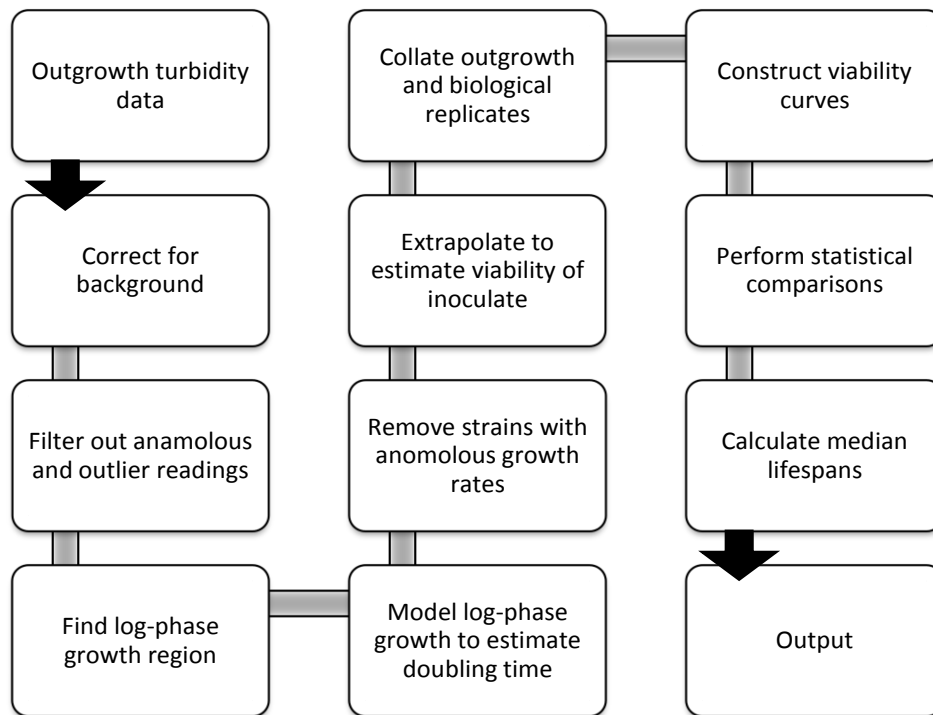 Outgrowth turbidity
data
Correct for
background
Filter out anamolous
and outlier readings
Find log-phase
growth region
Model log-phase
growth to estimate
doubling time
Remove strains with
anomolous growth
rates
Extrapolate to
estimate viability of
inoculate
Collate outgrowth
and biological
replicates
Construct viability
curves
Perform statistical
comparisons
Calculate median
lifespans
Output